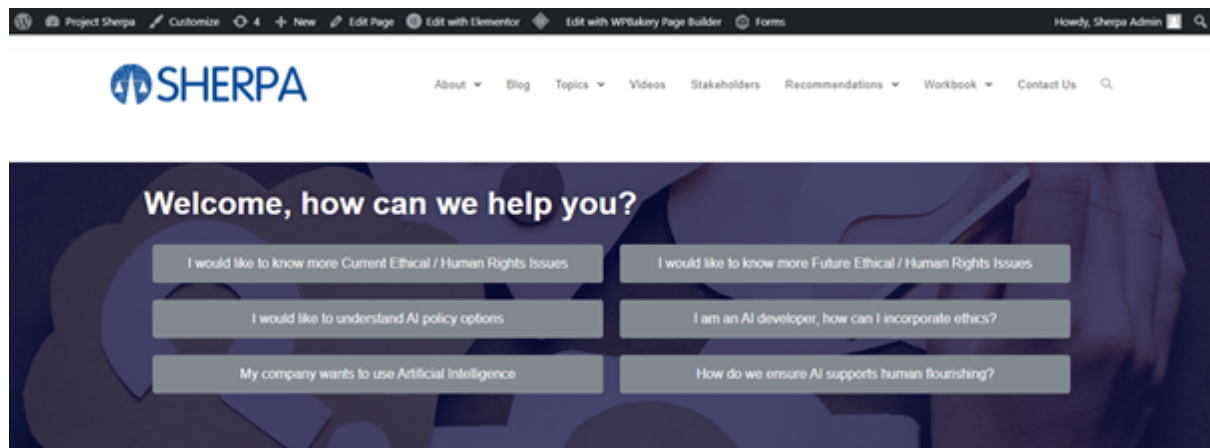 Project Sherpa Customize 4 New Edit Page Edit with Elementor Edit with WPBakery Page Builder Forms Howdy, Sherpa Admin
SHERPA
About Blog Topics Videos Stakeholders Recommendations Workbook Contact Us
Welcome, how can we help you?
I would like to know more Current Ethical / Human Rights Issues
I would like to know more Future Ethical / Human Rights Issues
I would like to understand AI policy options
I am an AI developer, how can I incorporate ethics?
My company wants to use Artificial Intelligence
How do we ensure AI supports human flourishing?